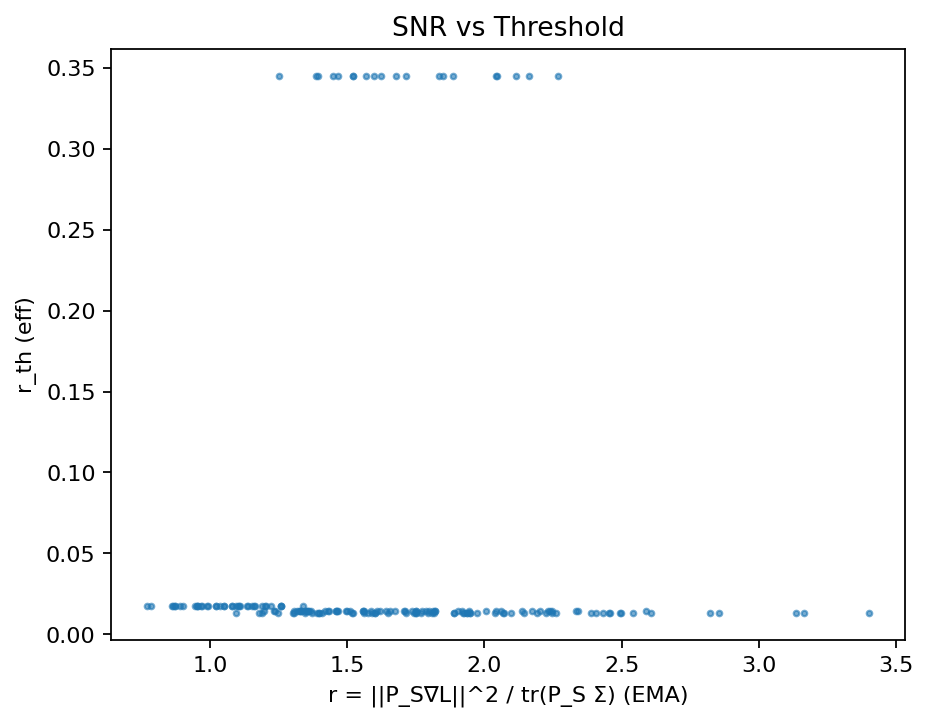 SNR vs Threshold
0.35
0.30
0.25
0.20
0.15
0.10
0.05
0.00
r_th (eff)
1.0 1.5 2.0 2.5 3.0 3.5
r = ||P_S∇L||^2 / tr(P_S Σ) (EMA)